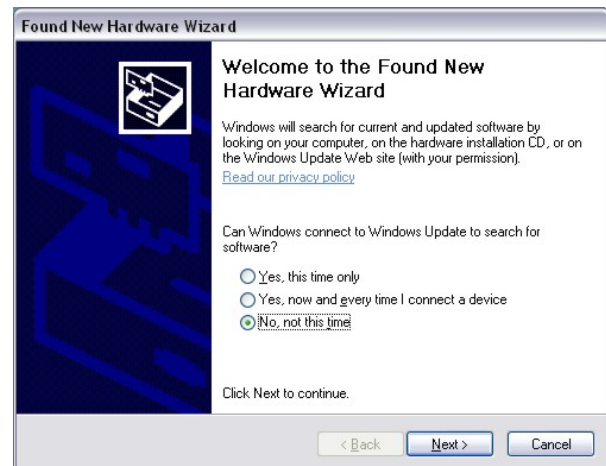 Found New Hardware Wizard
Welcome to the Found New
Hardware Wizard
Windows will search for current and updated software by
looking on your computer, on the hardware installation CD, or on
the Windows Update Web site (with your permission).
Read our privacy policy
Can Windows connect to Windows Update to search for
software?
Yes, this time only
Yes, now and every time I connect a device
No, not this time
Click Next to continue.
< Back
Next >
Cancel